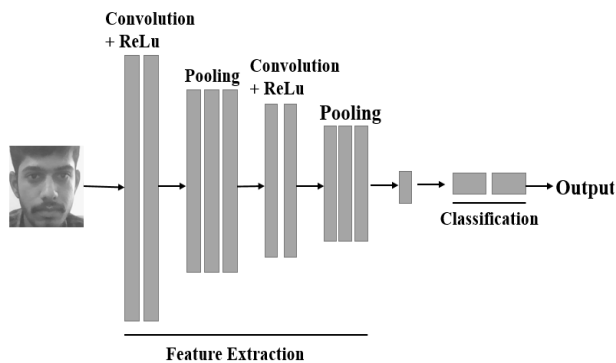 Convolution
+ ReLu
Pooling
Convolution
+ ReLu
Pooling
Output
Classification
Feature Extraction